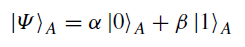 |Ψ⟩_A = α |0⟩_A + β |1⟩_A